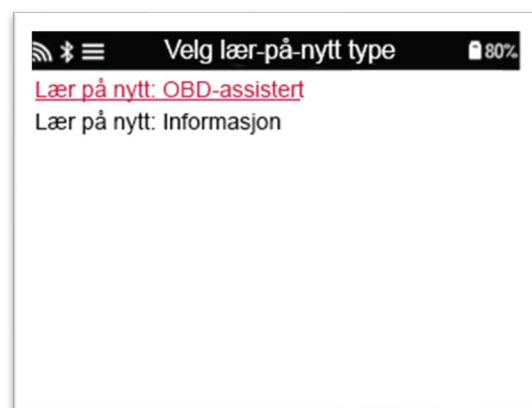 Velg lær-på-nytt type 80%
Lær på nytt: OBD-assistert
Lær på nytt: Informasjon